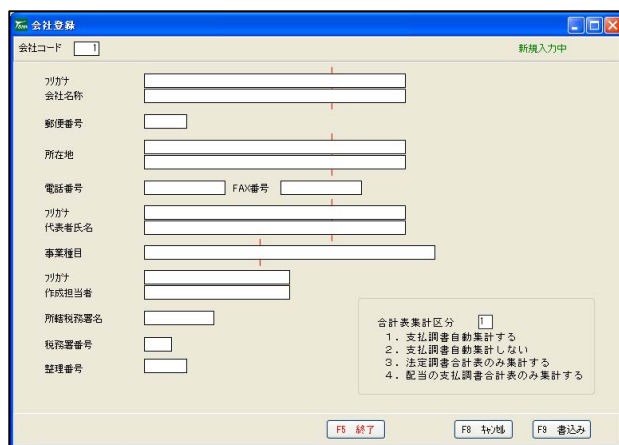 Tass 会社登録
会社コード 1 新規入力中
フリガナ
会社名称
郵便番号
所在地
電話番号 FAX番号
フリガナ
代表者氏名
事業種目
フリガナ
作成担当者
所轄税務署名
税務署番号
整理番号
合計表集計区分 1
1. 支払調書自動集計する
2. 支払調書自動集計しない
3. 法定調書合計表のみ集計する
4. 配当の支払調書合計表のみ集計する
F5 終了 F8 キャンセル F9 書込み